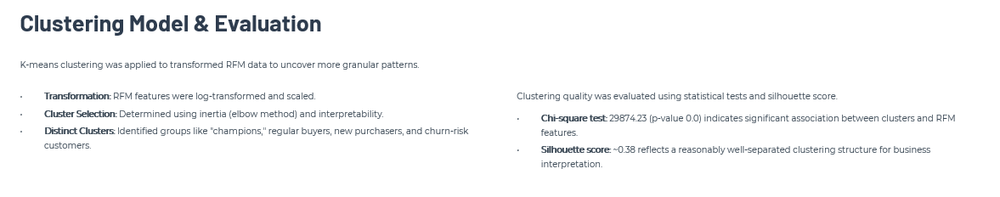 Clustering Model & Evaluation
K-means clustering was applied to transformed RFM data to uncover more granular patterns.
• Transformation: RFM features were log-transformed and scaled.
• Cluster Selection: Determined using inertia (elbow method) and interpretability.
• Distinct Clusters: Identified groups like "champions," regular buyers, new purchasers, and churn-risk
customers.
Clustering quality was evaluated using statistical tests and silhouette score.
• Chi-square test: 29874.23 (p-value 0.0) indicates significant association between clusters and RFM
features.
• Silhouette score: ~0.38 reflects a reasonably well-separated clustering structure for business
interpretation.